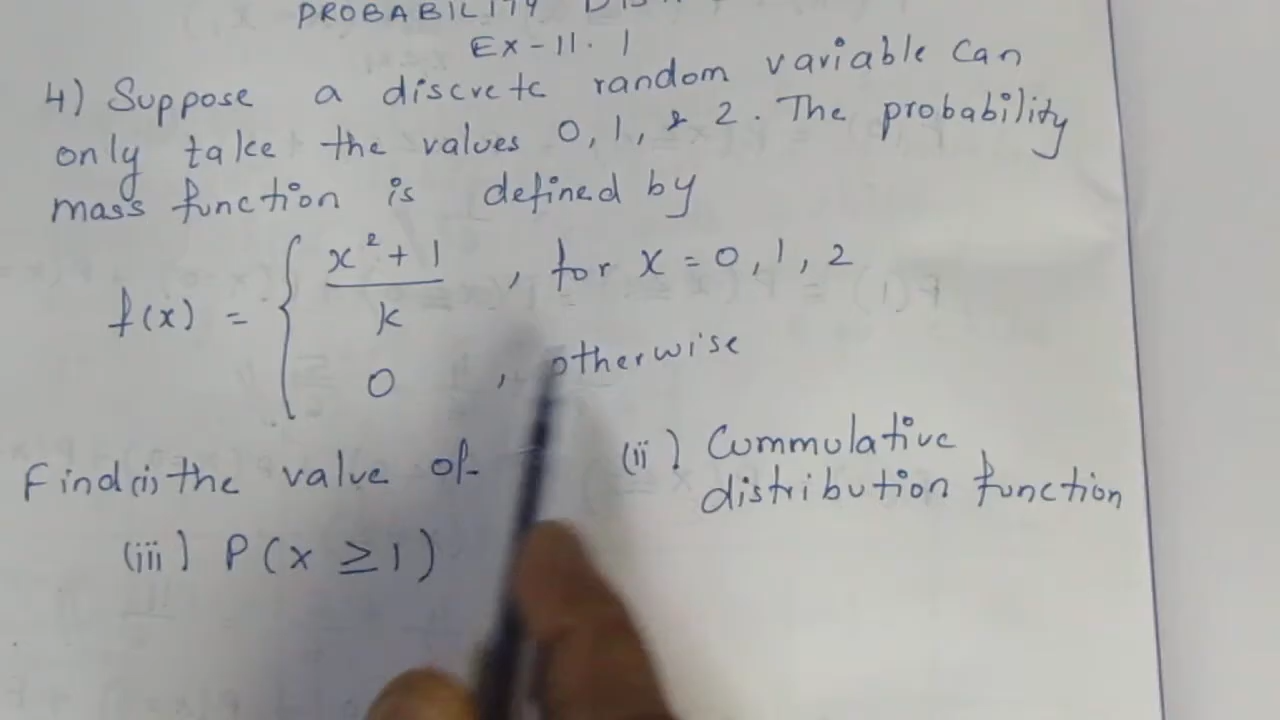 PROBABILITY
Ex-11.1
4) Suppose a discrete random variable can
only take the values 0, 1, & 2. The probability
mass function is defined by
f(x) = { x² + 1 / k , for x = 0, 1, 2
0 , otherwise
Find (i) the value of (ii) Cummulative
distribution function
(iii) P(x ≥ 1)